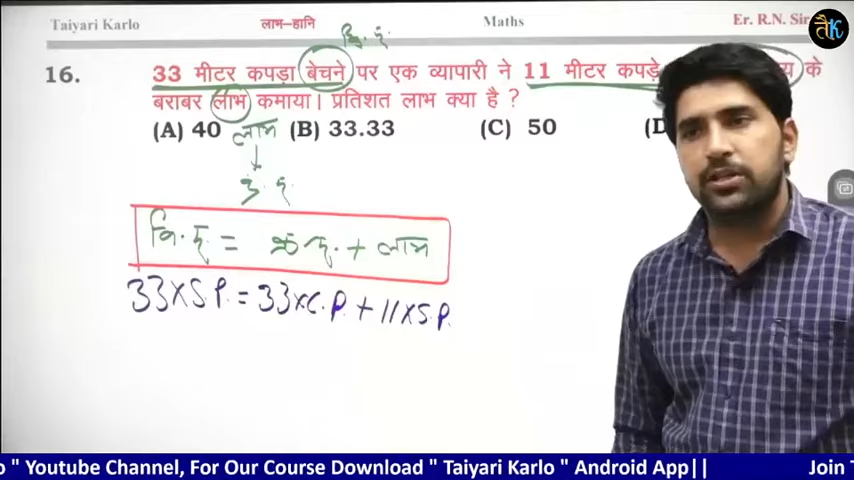 Taiyari Karlo लाभ-हानि Maths Er. R.N. Sir
तैK
वि. द.
16. 33 मीटर कपड़ा बेचने पर एक व्यापारी ने 11 मीटर कपड़े य के
बराबर लाभ कमाया। प्रतिशत लाभ क्या है ?
(A) 40 (B) 33.33 (C) 50 (D
लाभ
वि. मू. = क्र. मू. + लाभ
33×S.P. = 33×C.P. + 11×S.P.
o " YouTube Channel, For Our Course Download " Taiyari Karlo " Android App|| Join T